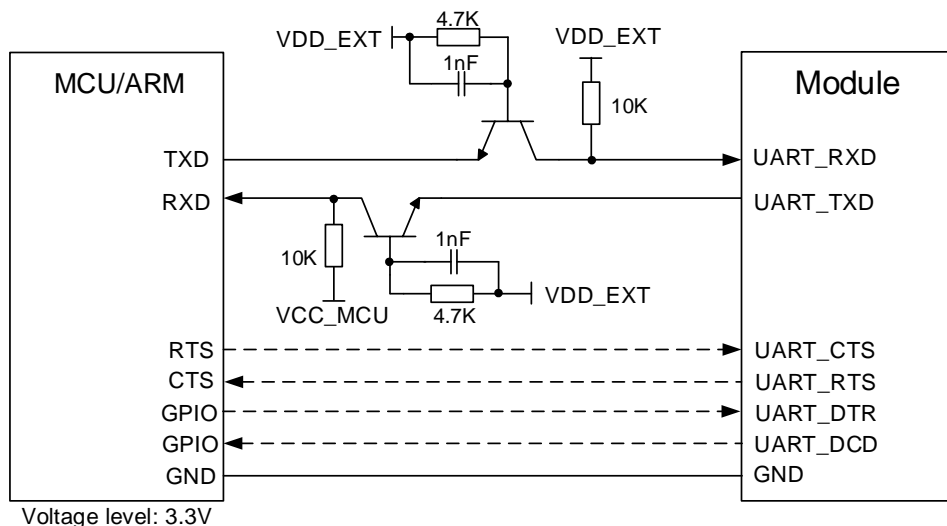 4.7K
VDD_EXT
VDD_EXT
MCU/ARM
1nF
Module
10K
TXD
UART_RXD
RXD
UART_TXD
1nF
10K
VDD_EXT
VCC_MCU
4.7K
RTS
UART_CTS
CTS
UART_RTS
GPIO
UART_DTR
GPIO
UART_DCD
GND
GND
Voltage level: 3.3V